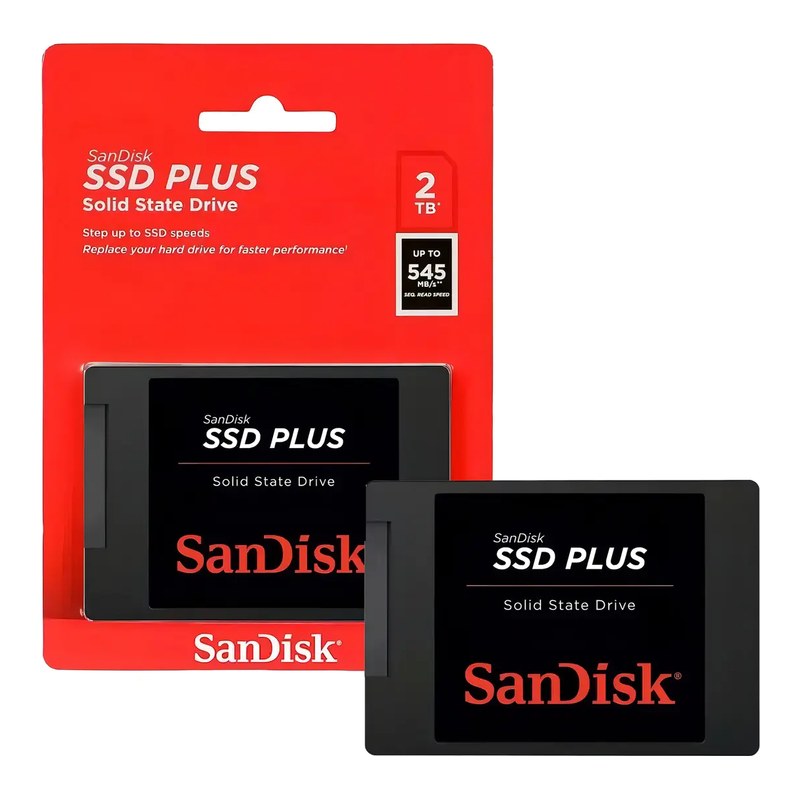 SanDisk
SSD PLUS
Solid State Drive
Step up to SSD speeds
Replace your hard drive for faster performance¹
2
TB*
UP TO
545
MB/s**
SEQ. READ SPEED
SanDisk
SSD PLUS
Solid State Drive
SanDisk
SanDisk®
SanDisk
SSD PLUS
Solid State Drive
SanDisk®